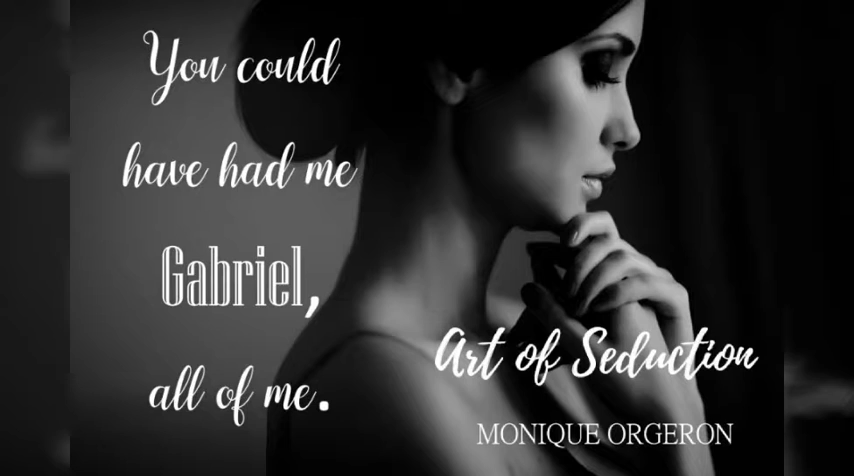 You could
have had me
Gabriel,
all of me.
Art of Seduction
MONIQUE ORGERON